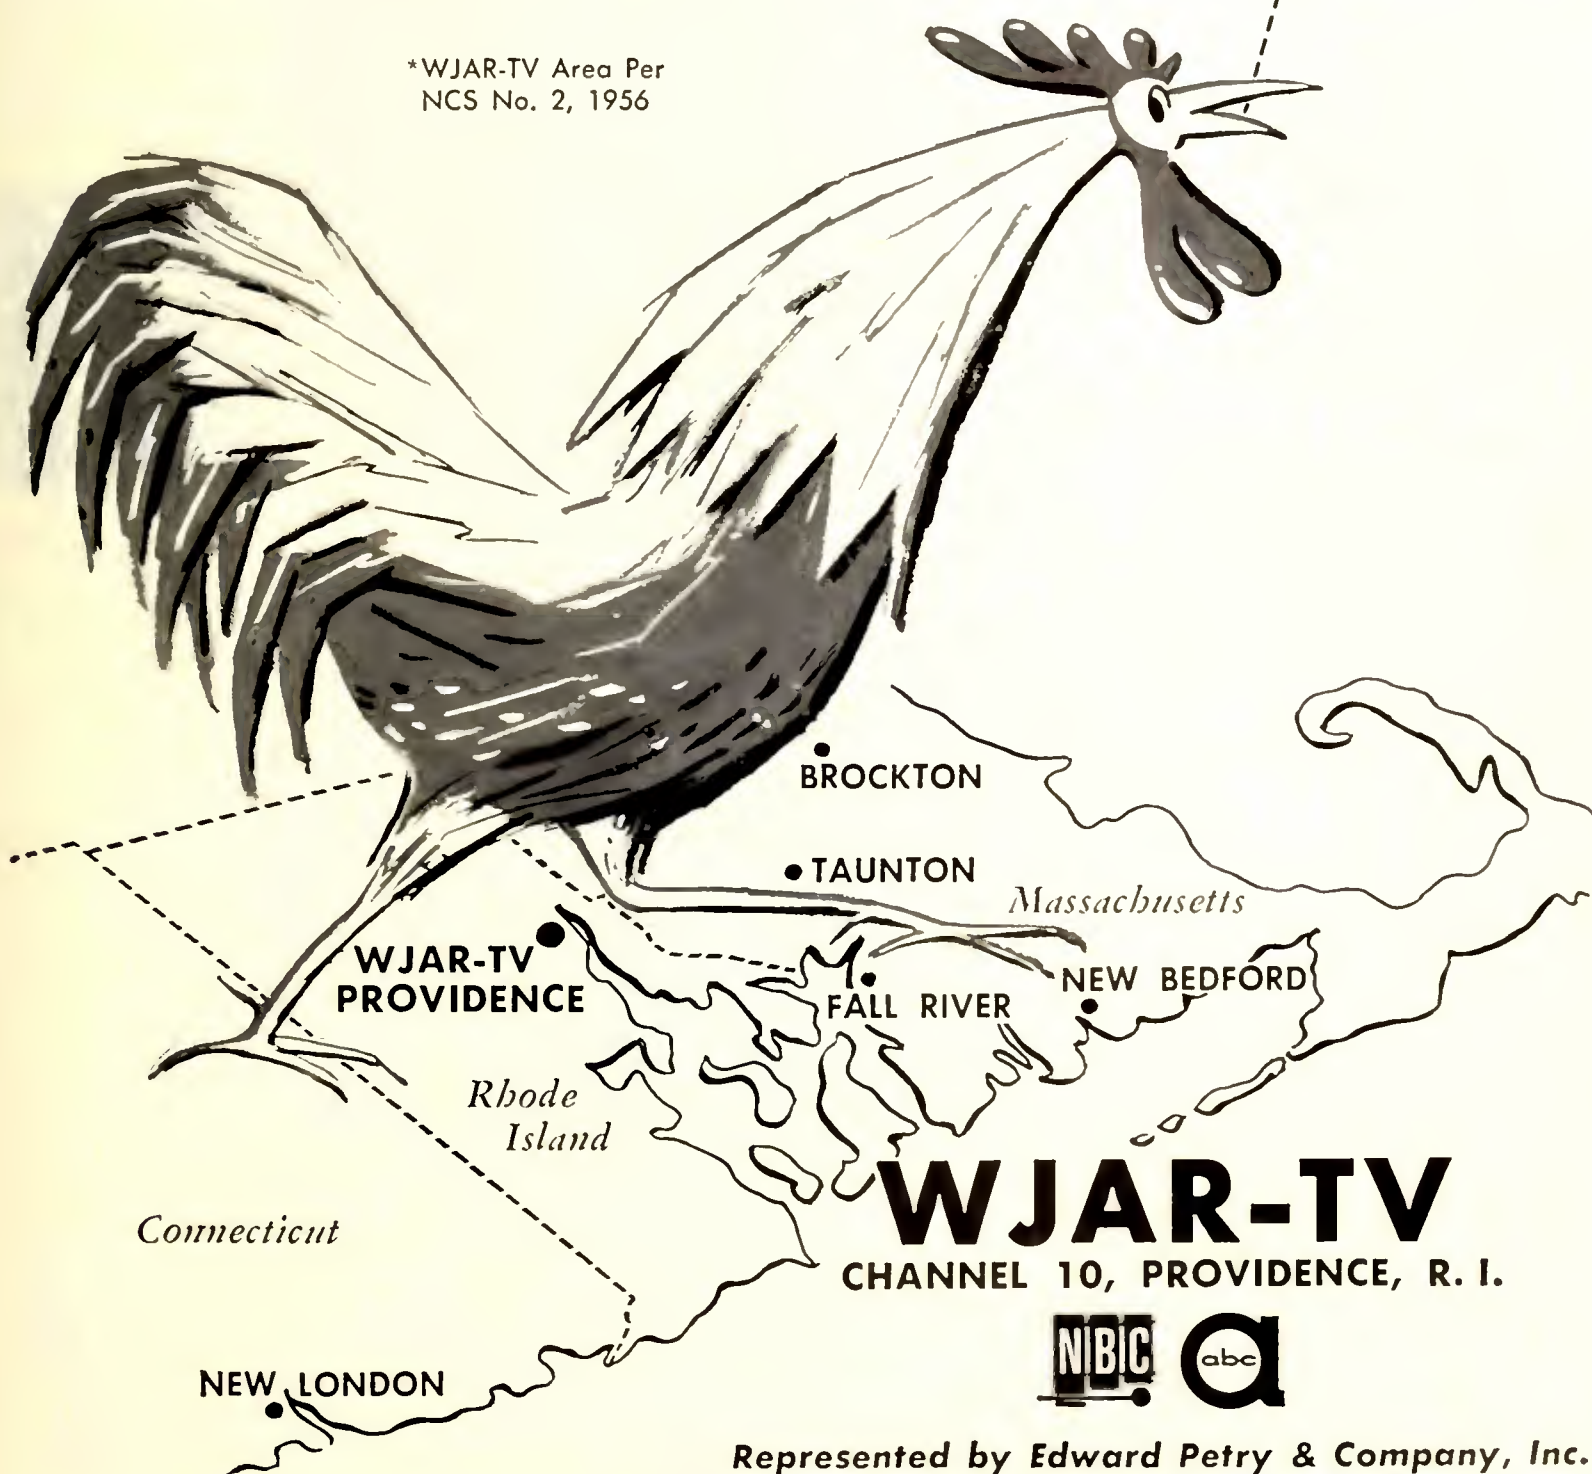 *WJAR-TV Area Per
NCS No. 2, 1956
BROCKTON
TAUNTON
Massachusetts
WJAR-TV
PROVIDENCE
NEW BEDFORD
FALL RIVER
Rhode
Island
Connecticut
NEW LONDON
WJAR-TV
CHANNEL 10, PROVIDENCE, R. I.
NBC abc
Represented by Edward Petry & Company, Inc.